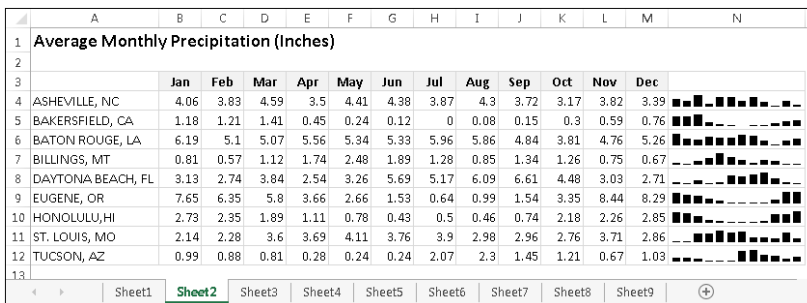 A B C D E F G H I J K L M N
1 Average Monthly Precipitation (Inches)
2
3 Jan Feb Mar Apr May Jun Jul Aug Sep Oct Nov Dec
4 ASHEVILLE, NC 4.06 3.83 4.59 3.5 4.41 4.38 3.87 4.3 3.72 3.17 3.82 3.39
5 BAKERSFIELD, CA 1.18 1.21 1.41 0.45 0.24 0.12 0 0.08 0.15 0.3 0.59 0.76
6 BATON ROUGE, LA 6.19 5.1 5.07 5.56 5.34 5.33 5.96 5.86 4.84 3.81 4.76 5.26
7 BILLINGS, MT 0.81 0.57 1.12 1.74 2.48 1.89 1.28 0.85 1.34 1.26 0.75 0.67
8 DAYTONA BEACH, FL 3.13 2.74 3.84 2.54 3.26 5.69 5.17 6.09 6.61 4.48 3.03 2.71
9 EUGENE, OR 7.65 6.35 5.8 3.66 2.66 1.53 0.64 0.99 1.54 3.35 8.44 8.29
10 HONOLULU,HI 2.73 2.35 1.89 1.11 0.78 0.43 0.5 0.46 0.74 2.18 2.26 2.85
11 ST. LOUIS, MO 2.14 2.28 3.6 3.69 4.11 3.76 3.9 2.98 2.96 2.76 3.71 2.86
12 TUCSON, AZ 0.99 0.88 0.81 0.28 0.24 0.24 2.07 2.3 1.45 1.21 0.67 1.03
13
Sheet1 Sheet2 Sheet3 Sheet4 Sheet5 Sheet6 Sheet7 Sheet8 Sheet9